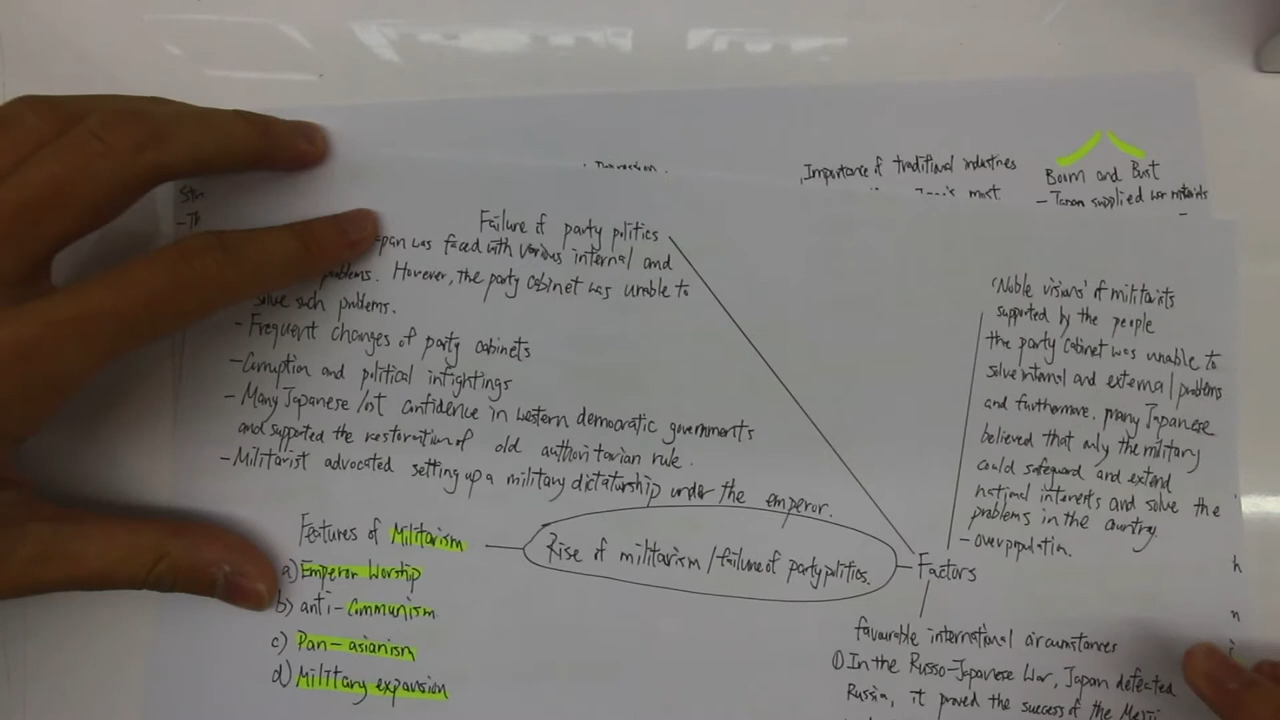 Importance of traditional industries
Boom and Bust
most
supplied war materials
Failure of party politics
was faced with various internal and
problems. However, the party cabinet was unable to
solve such problems.
- Frequent changes of party cabinets
- Corruption and political infightings
- Many Japanese lost confidence in western democratic governments
and supported the restoration of old authoritarian rule.
- Militarist advocated setting up a military dictaturship under the emperor.
'Noble visions' of militarists
supported by the people
the party cabinet was unable to
solve internal and external problems
and furthermore, many Japanese
believed that only the military
could safeguard and extend
national interests and solve the
problems in the country.
- overpopulation.
Features of Militarism
a) Emperor Worship
b) anti-Communism
c) Pan-asianism
d) Military expansion
Rise of militarism/failure of party politics.
Factors
favourable international circumstances
① In the Russo-Japanese War, Japan defeated
Russia, it proved the success of the Meiji